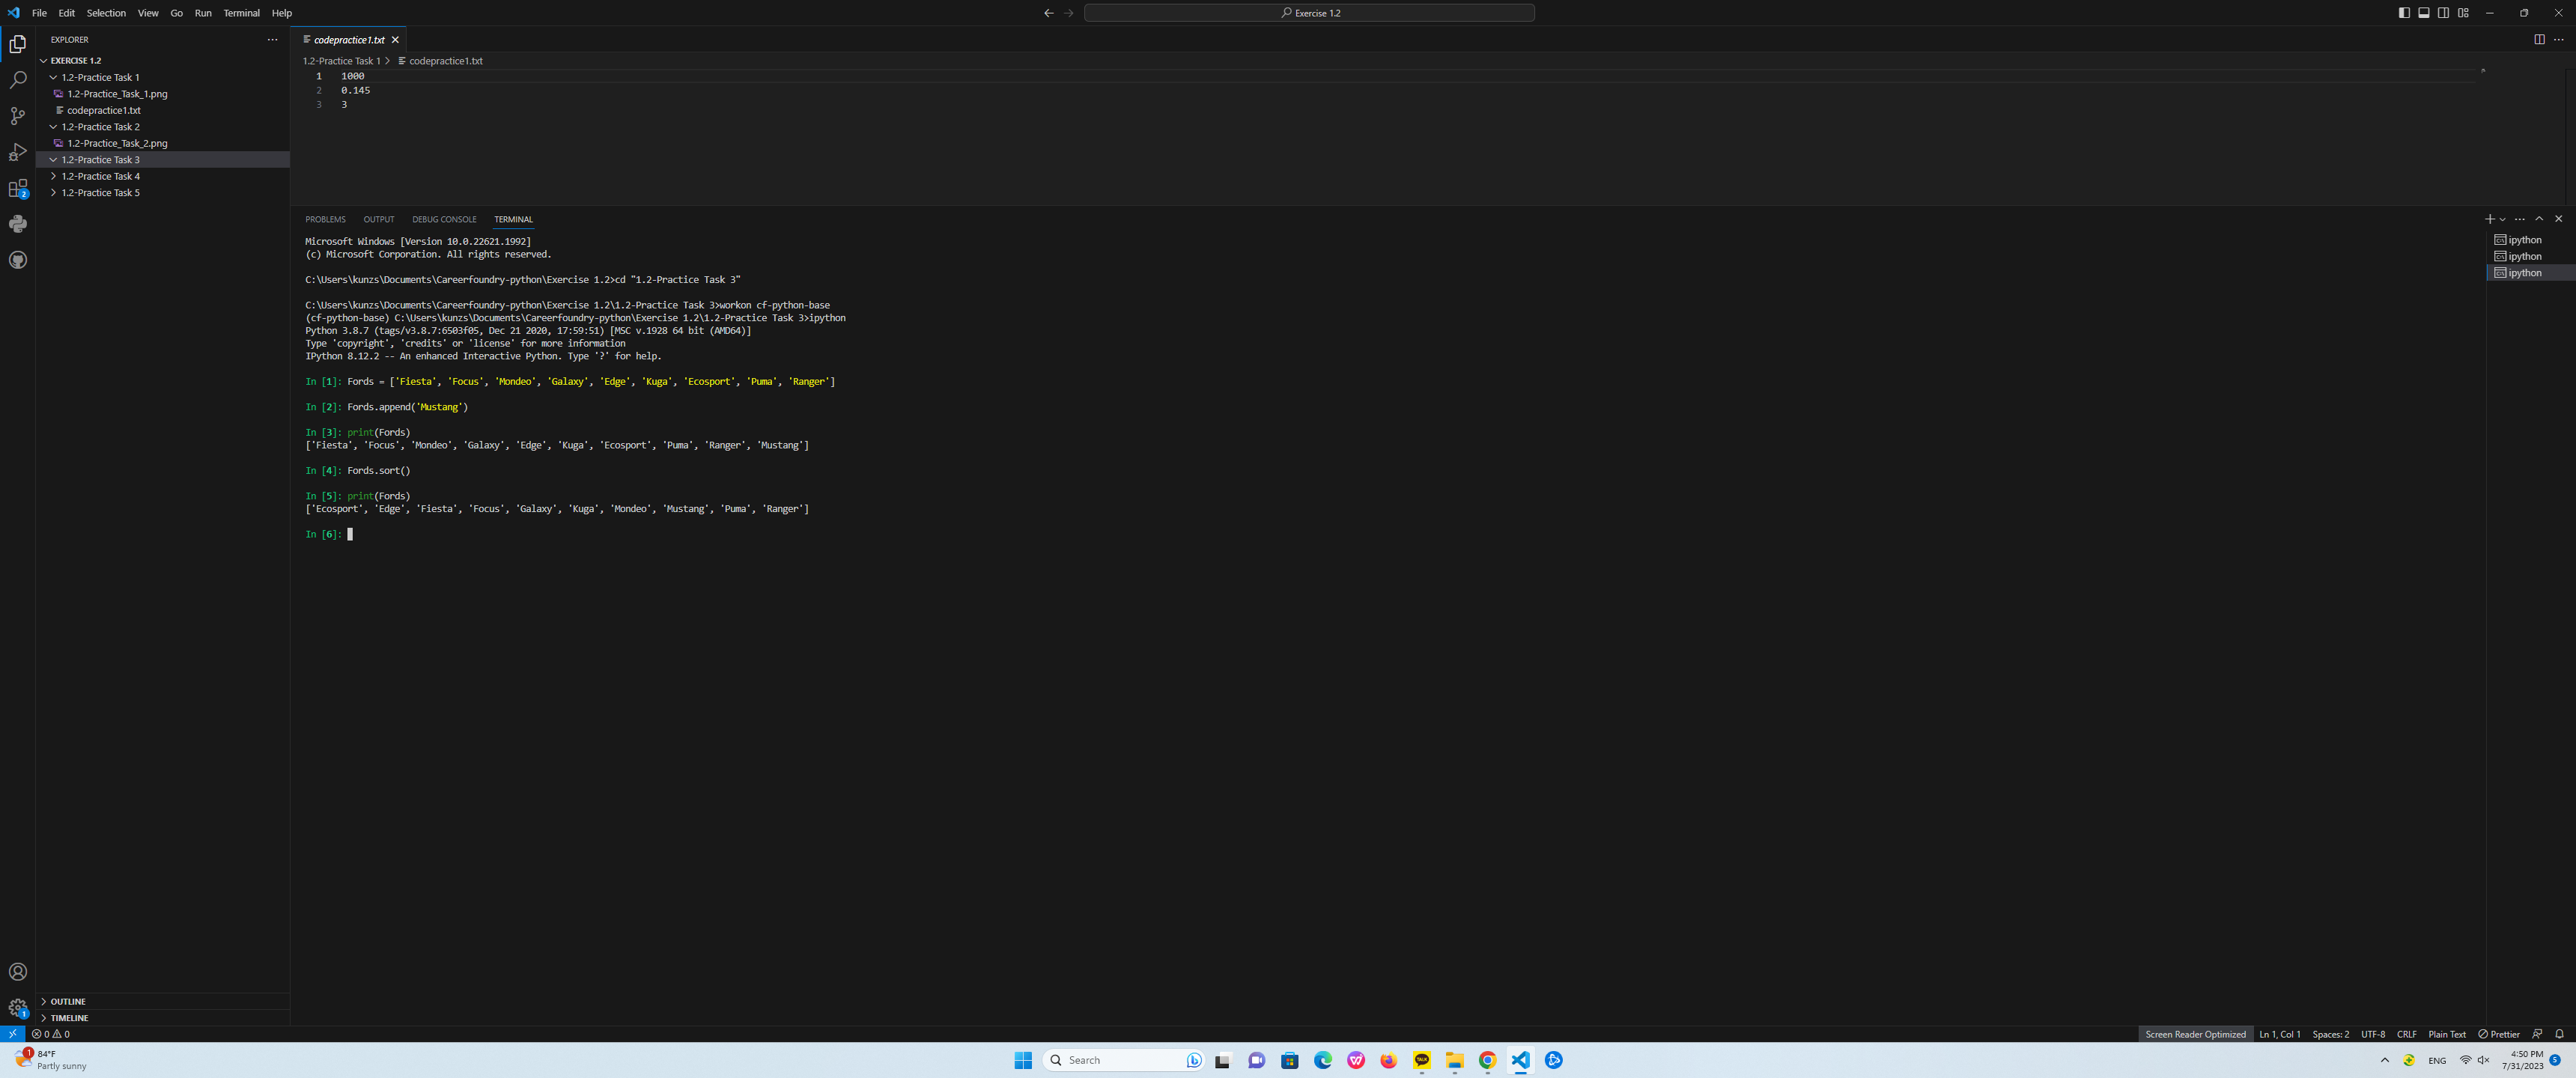 File Edit Selection View Go Run Terminal Help
Exercise 1.2
EXPLORER
EXERCISE 1.2
1.2-Practice Task 1
1.2-Practice_Task_1.png
codepractice1.txt
1.2-Practice Task 2
1.2-Practice_Task_2.png
1.2-Practice Task 3
1.2-Practice Task 4
1.2-Practice Task 5
OUTLINE
TIMELINE
codepractice1.txt
1.2-Practice Task 1 codepractice1.txt
1 1000
2 0.145
3 3
PROBLEMS OUTPUT DEBUG CONSOLE TERMINAL
Microsoft Windows [Version 10.0.22621.1992]
(c) Microsoft Corporation. All rights reserved.
C:\Users\kunzs\Documents\Careerfoundry-python\Exercise 1.2>cd "1.2-Practice Task 3"
C:\Users\kunzs\Documents\Careerfoundry-python\Exercise 1.2\1.2-Practice Task 3>workon cf-python-base
(cf-python-base) C:\Users\kunzs\Documents\Careerfoundry-python\Exercise 1.2\1.2-Practice Task 3>ipython
Python 3.8.7 (tags/v3.8.7:6503f05, Dec 21 2020, 17:59:51) [MSC v.1928 64 bit (AMD64)]
Type 'copyright', 'credits' or 'license' for more information
IPython 8.12.2 -- An enhanced Interactive Python. Type '?' for help.
In [1]: Fords = ['Fiesta', 'Focus', 'Mondeo', 'Galaxy', 'Edge', 'Kuga', 'Ecosport', 'Puma', 'Ranger']
In [2]: Fords.append('Mustang')
In [3]: print(Fords)
['Fiesta', 'Focus', 'Mondeo', 'Galaxy', 'Edge', 'Kuga', 'Ecosport', 'Puma', 'Ranger', 'Mustang']
In [4]: Fords.sort()
In [5]: print(Fords)
['Ecosport', 'Edge', 'Fiesta', 'Focus', 'Galaxy', 'Kuga', 'Mondeo', 'Mustang', 'Puma', 'Ranger']
In [6]:
ipython
ipython
ipython
2
1
0 0
Screen Reader Optimized Ln 1, Col 1 Spaces: 2 UTF-8 CRLF Plain Text Prettier
1
84°F
Partly sunny
Search
TALK
ENG
4:50 PM
7/31/2023
5